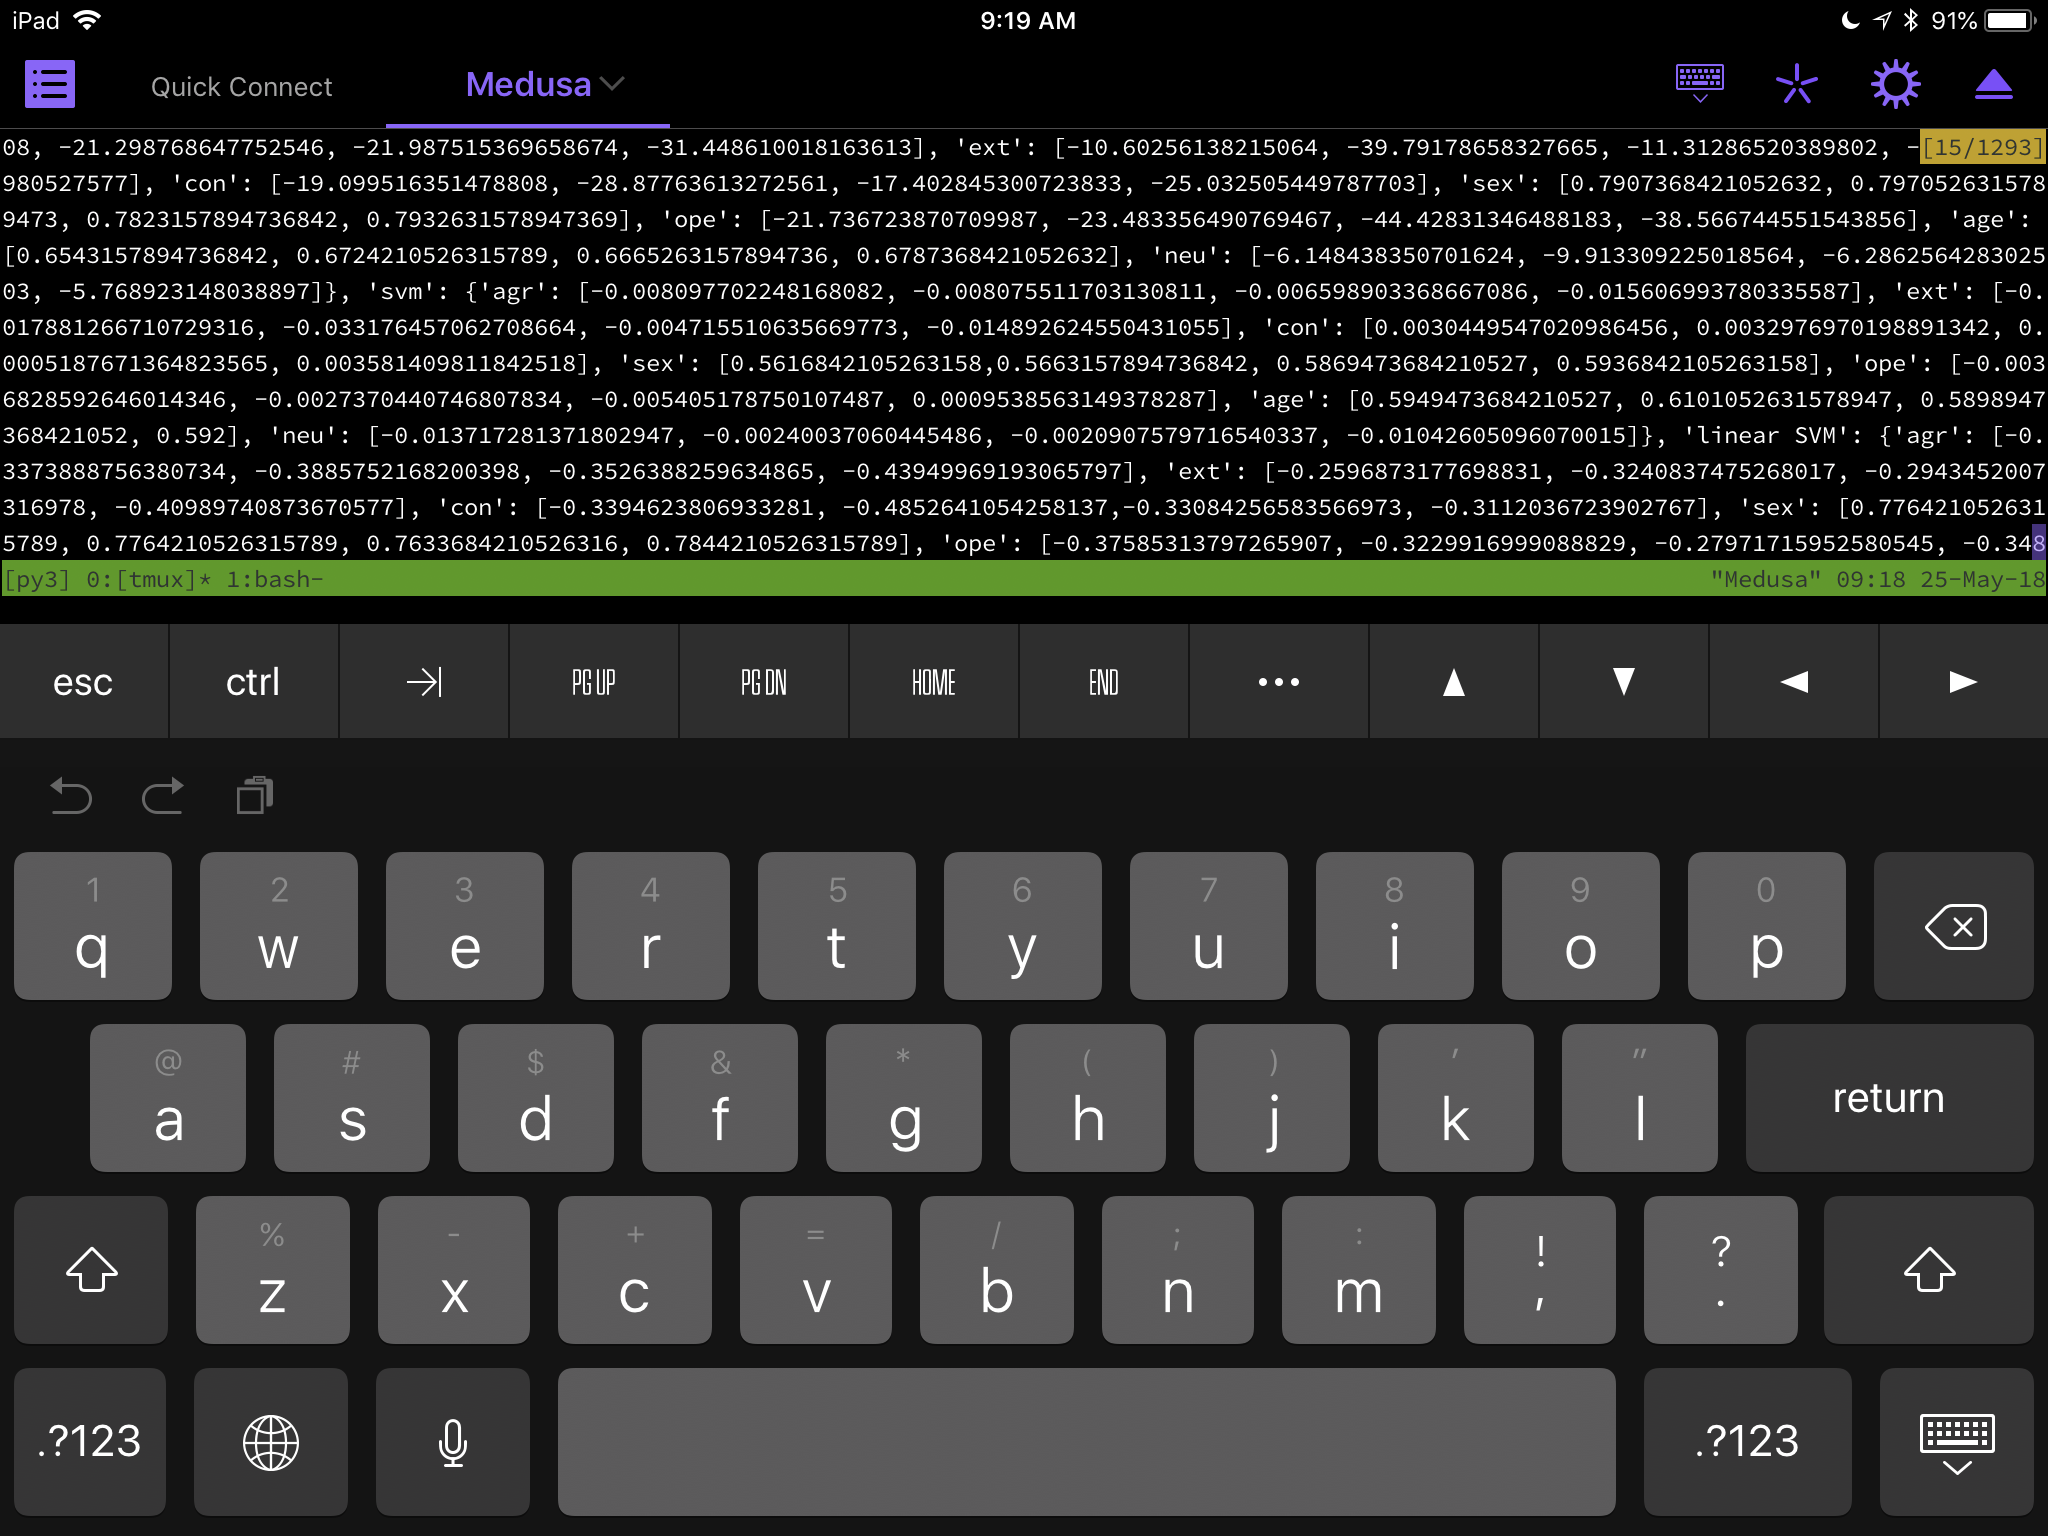 iPad 9:19 AM 91%
Quick Connect Medusa
08, -21.298768647752546, -21.987515369658674, -31.448610018163613], 'ext': [-10.60256138215064, -39.79178658327665, -11.31286520389802, -[15/1293]
980527577], 'con': [-19.099516351478808, -28.87763613272561, -17.402845300723833, -25.032505449787703], 'sex': [0.7907368421052632, 0.797052631578
9473, 0.7823157894736842, 0.7932631578947369], 'ope': [-21.736723870709987, -23.483356490769467, -44.42831346488183, -38.566744551543856], 'age':
[0.6543157894736842, 0.6724210526315789, 0.6665263157894736, 0.6787368421052632], 'neu': [-6.148438350701624, -9.913309225018564, -6.2862564283025
03, -5.768923148038897]}, 'svm': {'agr': [-0.008097702248168082, -0.008075511703130811, -0.006598903368667086, -0.015606993780335587], 'ext': [-0.
017881266710729316, -0.033176457062708664, -0.004715510635669773, -0.014892624550431055], 'con': [0.0030449547020986456, 0.0032976970198891342, 0.
0005187671364823565, 0.003581409811842518], 'sex': [0.5616842105263158,0.5663157894736842, 0.5869473684210527, 0.5936842105263158], 'ope': [-0.003
6828592646014346, -0.0027370440746807834, -0.005405178750107487, 0.0009538563149378287], 'age': [0.5949473684210527, 0.6101052631578947, 0.5898947
368421052, 0.592], 'neu': [-0.013717281371802947, -0.00240037060445486, -0.0020907579716540337, -0.01042605096070015]}, 'linear SVM': {'agr': [-0.
3373888756380734, -0.3885752168200398, -0.3526388259634865, -0.43949969193065797], 'ext': [-0.2596873177698831, -0.3240837475268017, -0.2943452007
316978, -0.40989740873670577], 'con': [-0.3394623806933281, -0.4852641054258137,-0.33084256583566973, -0.3112036723902767], 'sex': [0.776421052631
5789, 0.7764210526315789, 0.7633684210526316, 0.7844210526315789], 'ope': [-0.37585313797265907, -0.3229916999088829, -0.27971715952580545, -0.348
[py3] 0:[tmux]* 1:bash- "Medusa" 09:18 25-May-18
esc ctrl PG UP PG DN HOME END •••
1 2 3 4 5 6 7 8 9 0
q w e r t y u i o p
@ # $ & * ( ) ' "
a s d f g h j k l return
% - + = / ; : ! ?
z x c v b n m , .
.?123 .?123